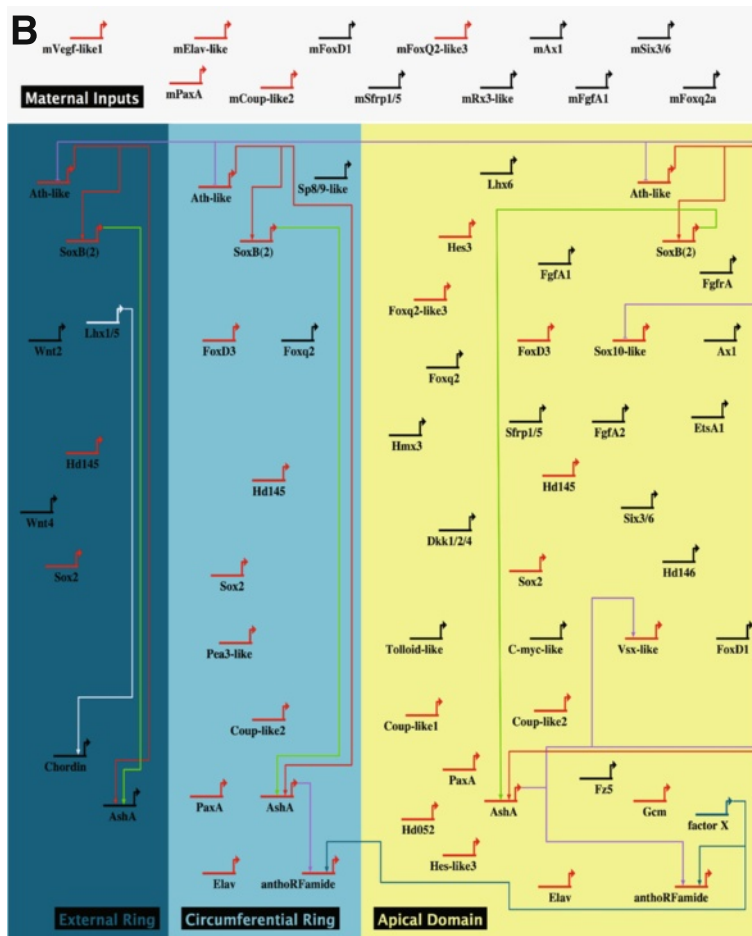 B
mVegf-like1 mElav-like mFoxD1 mFoxQ2-like3 mAx1 mSix3/6
Maternal Inputs mPaxA mCoup-like2 mSfrp1/5 mRx3-like mFgfA1 mFoxq2a
Ath-like Ath-like Sp8/9-like Lhx6 Ath-like
SoxB(2) SoxB(2) Hes3 SoxB(2)
FgfA1 FgfrA
Foxq2-like3
Lhx1/5
Wnt2 FoxD3 Foxq2 FoxD3 Sox10-like Ax1
Foxq2
Sfrp1/5 FgfA2 EtsA1
Hmx3
Hd145
Hd145 Hd145
Wnt4 Six3/6
Dkk1/2/4
Sox2 Sox2 Sox2 Hd146
Pea3-like Tolloid-like C-myc-like Vsx-like FoxD1
Coup-like2 Coup-like1 Coup-like2
Chordin PaxA Fz5
AshA PaxA AshA AshA Gcm factor X
Hd052
Hes-like3
Elav anthoRFamide Elav anthoRFamide
External Ring Circumferential Ring Apical Domain